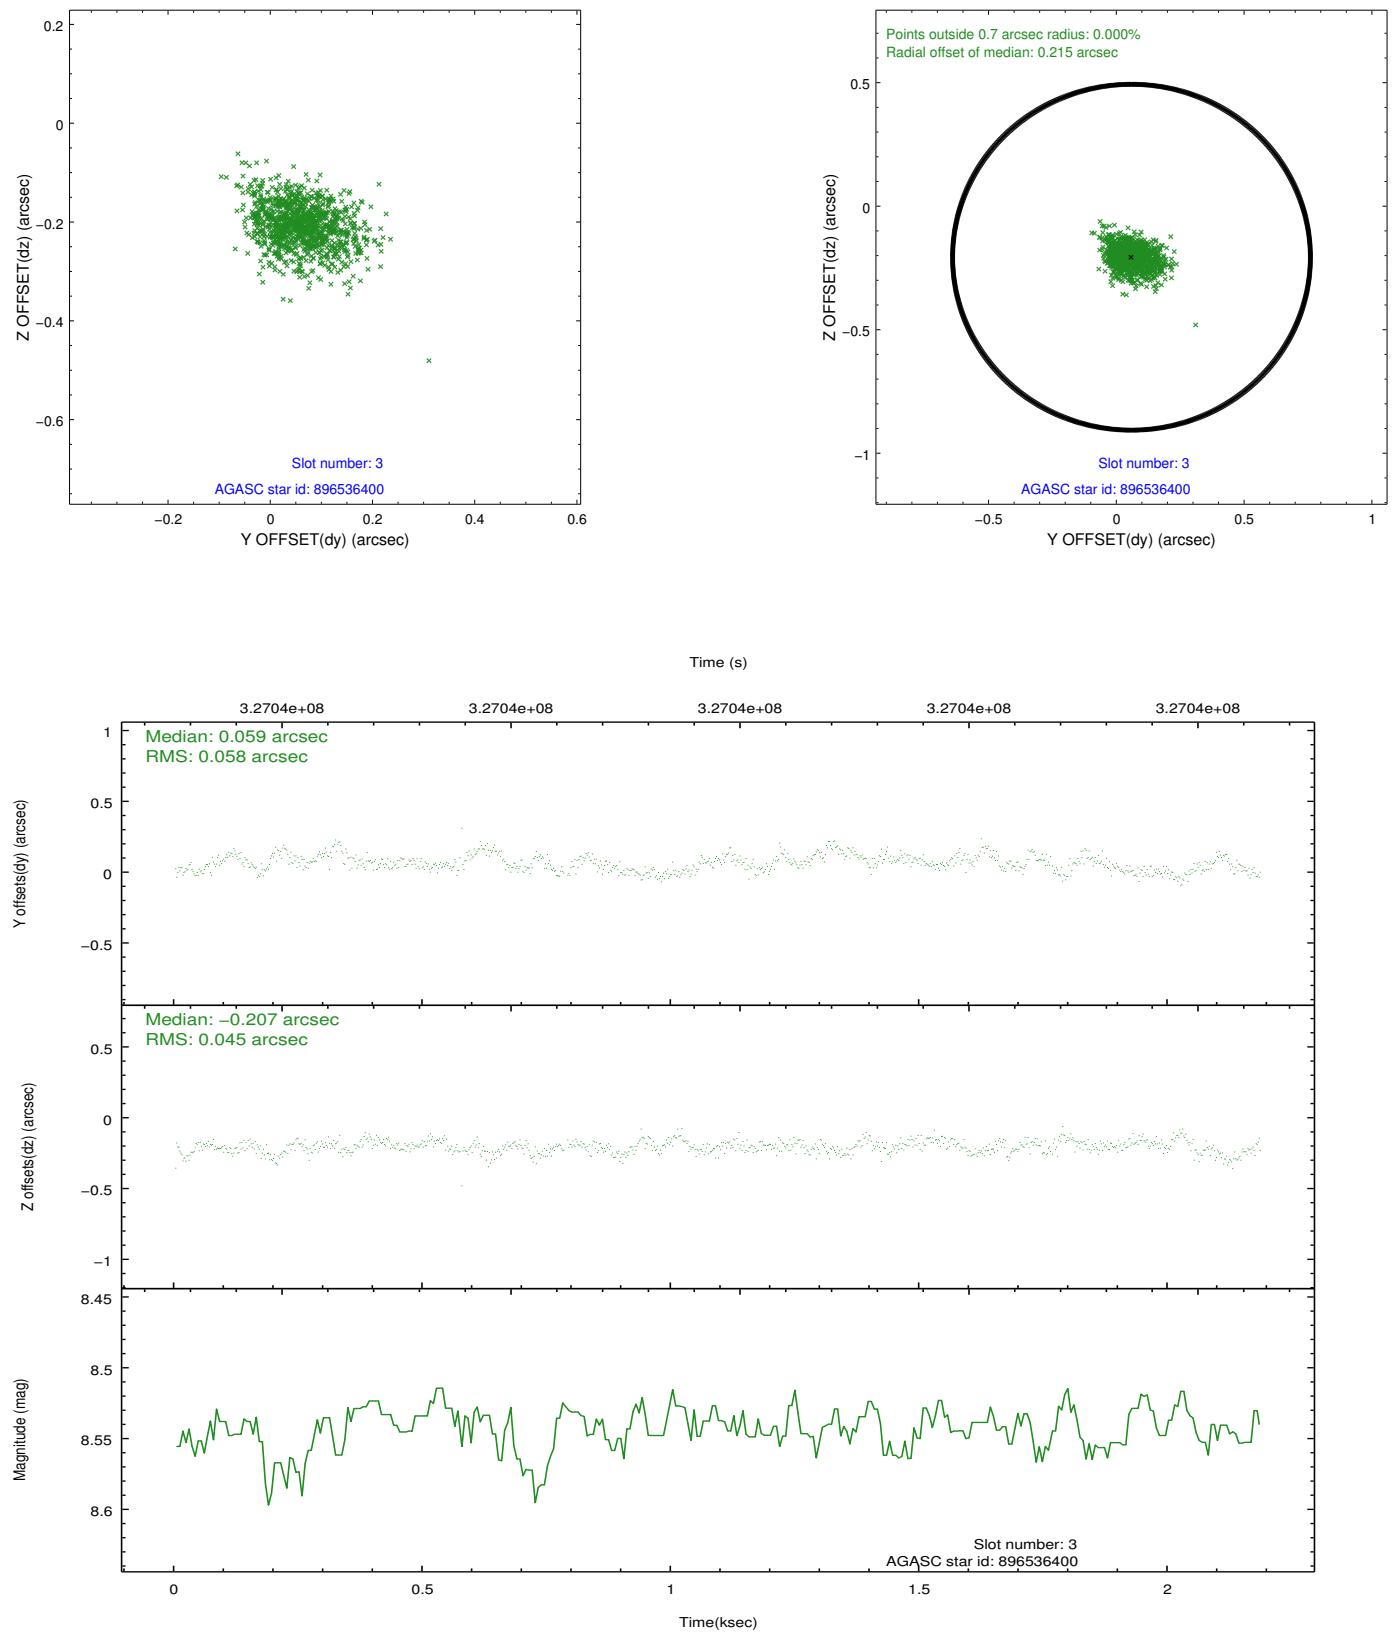 0.2
0
−0.2
−0.4
−0.6
Z OFFSET(dz) (arcsec)
Slot number: 3
AGASC star id: 896536400
−0.2 0 0.2 0.4 0.6
Y OFFSET(dy) (arcsec)
Points outside 0.7 arcsec radius: 0.000%
Radial offset of median: 0.215 arcsec
0.5
0
−0.5
−1
Z OFFSET(dz) (arcsec)
Slot number: 3
AGASC star id: 896536400
−0.5 0 0.5 1
Y OFFSET(dy) (arcsec)
Time (s)
3.2704e+08 3.2704e+08 3.2704e+08 3.2704e+08 3.2704e+08
Median: 0.059 arcsec
RMS: 0.058 arcsec
1
0.5
0
−0.5
Y offsets(dy) (arcsec)
Median: −0.207 arcsec
RMS: 0.045 arcsec
0.5
0
−0.5
−1
Z offsets(dz) (arcsec)
8.45
8.5
8.55
8.6
Magnitude (mag)
Slot number: 3
AGASC star id: 896536400
0 0.5 1 1.5 2
Time(ksec)